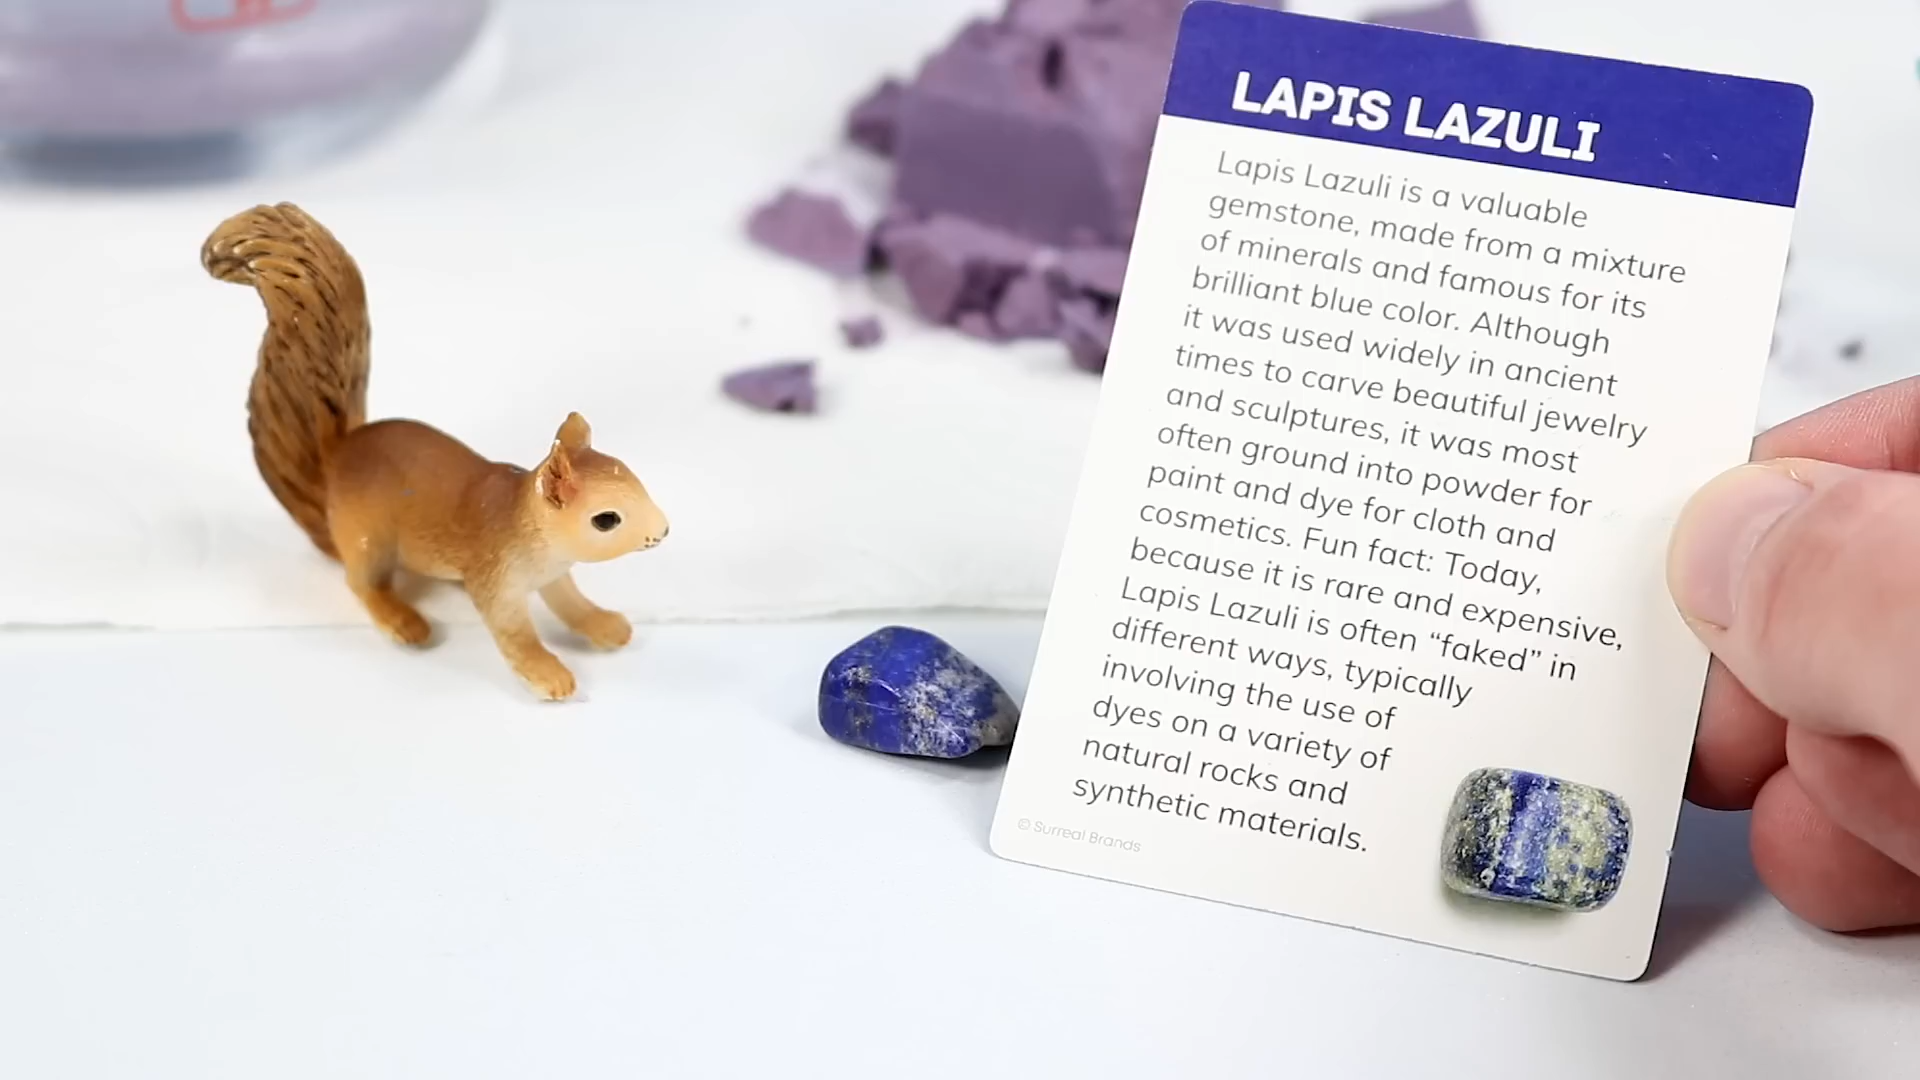 LAPIS LAZULI
Lapis Lazuli is a valuable
gemstone, made from a mixture
of minerals and famous for its
brilliant blue color. Although
it was used widely in ancient
times to carve beautiful jewelry
and sculptures, it was most
often ground into powder for
paint and dye for cloth and
cosmetics. Fun fact: Today,
because it is rare and expensive,
Lapis Lazuli is often “faked” in
different ways, typically
involving the use of
dyes on a variety of
natural rocks and
synthetic materials.
© Surreal Brands